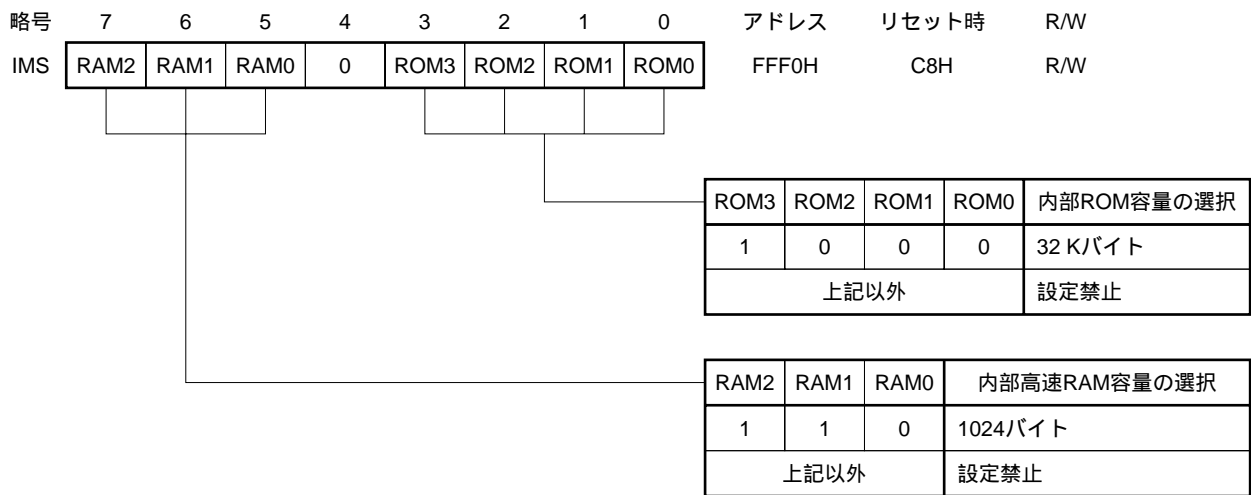 略号 7 6 5 4 3 2 1 0 アドレス リセット時 R/W
IMS RAM2 RAM1 RAM0 0 ROM3 ROM2 ROM1 ROM0 FFF0H C8H R/W
ROM3 ROM2 ROM1 ROM0 内部ROM容量の選択
1 0 0 0 32 Kバイト
上記以外 設定禁止
RAM2 RAM1 RAM0 内部高速RAM容量の選択
1 1 0 1024バイト
上記以外 設定禁止